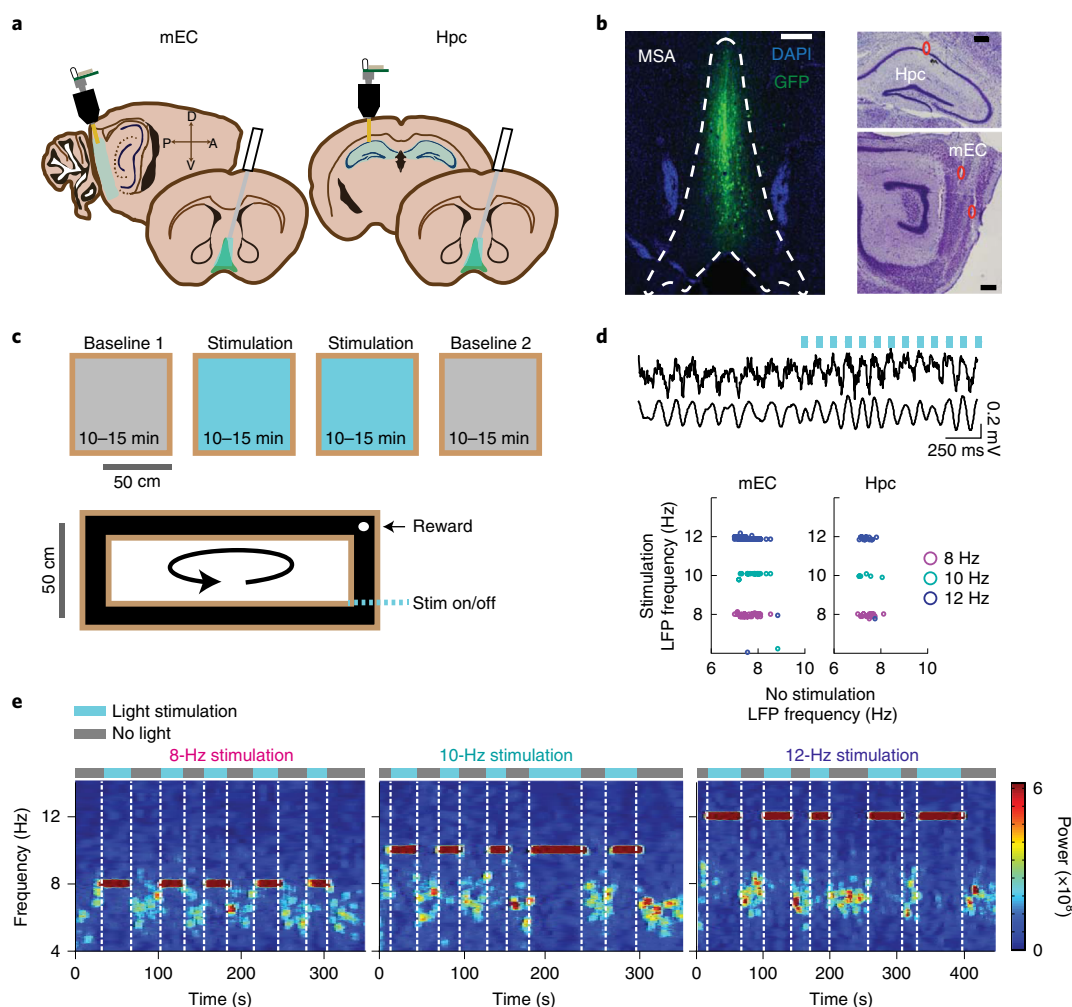 a
mEC
Hpc
D
P
A
V
b
MSA
DAPI
GFP
Hpc
mEC
c
Baseline 1
Stimulation
Stimulation
Baseline 2
10–15 min
10–15 min
10–15 min
10–15 min
50 cm
50 cm
Reward
Stim on/off
d
0.2 mV
250 ms
mEC
Hpc
Stimulation
LFP frequency (Hz)
12
10
8
6
8
10
6
8
10
No stimulation
LFP frequency (Hz)
8 Hz
10 Hz
12 Hz
e
Light stimulation
No light
8-Hz stimulation
10-Hz stimulation
12-Hz stimulation
Frequency (Hz)
12
8
4
0
100
200
300
Time (s)
0
100
200
300
Time (s)
0
100
200
300
400
Time (s)
6
0
Power (×10⁶)